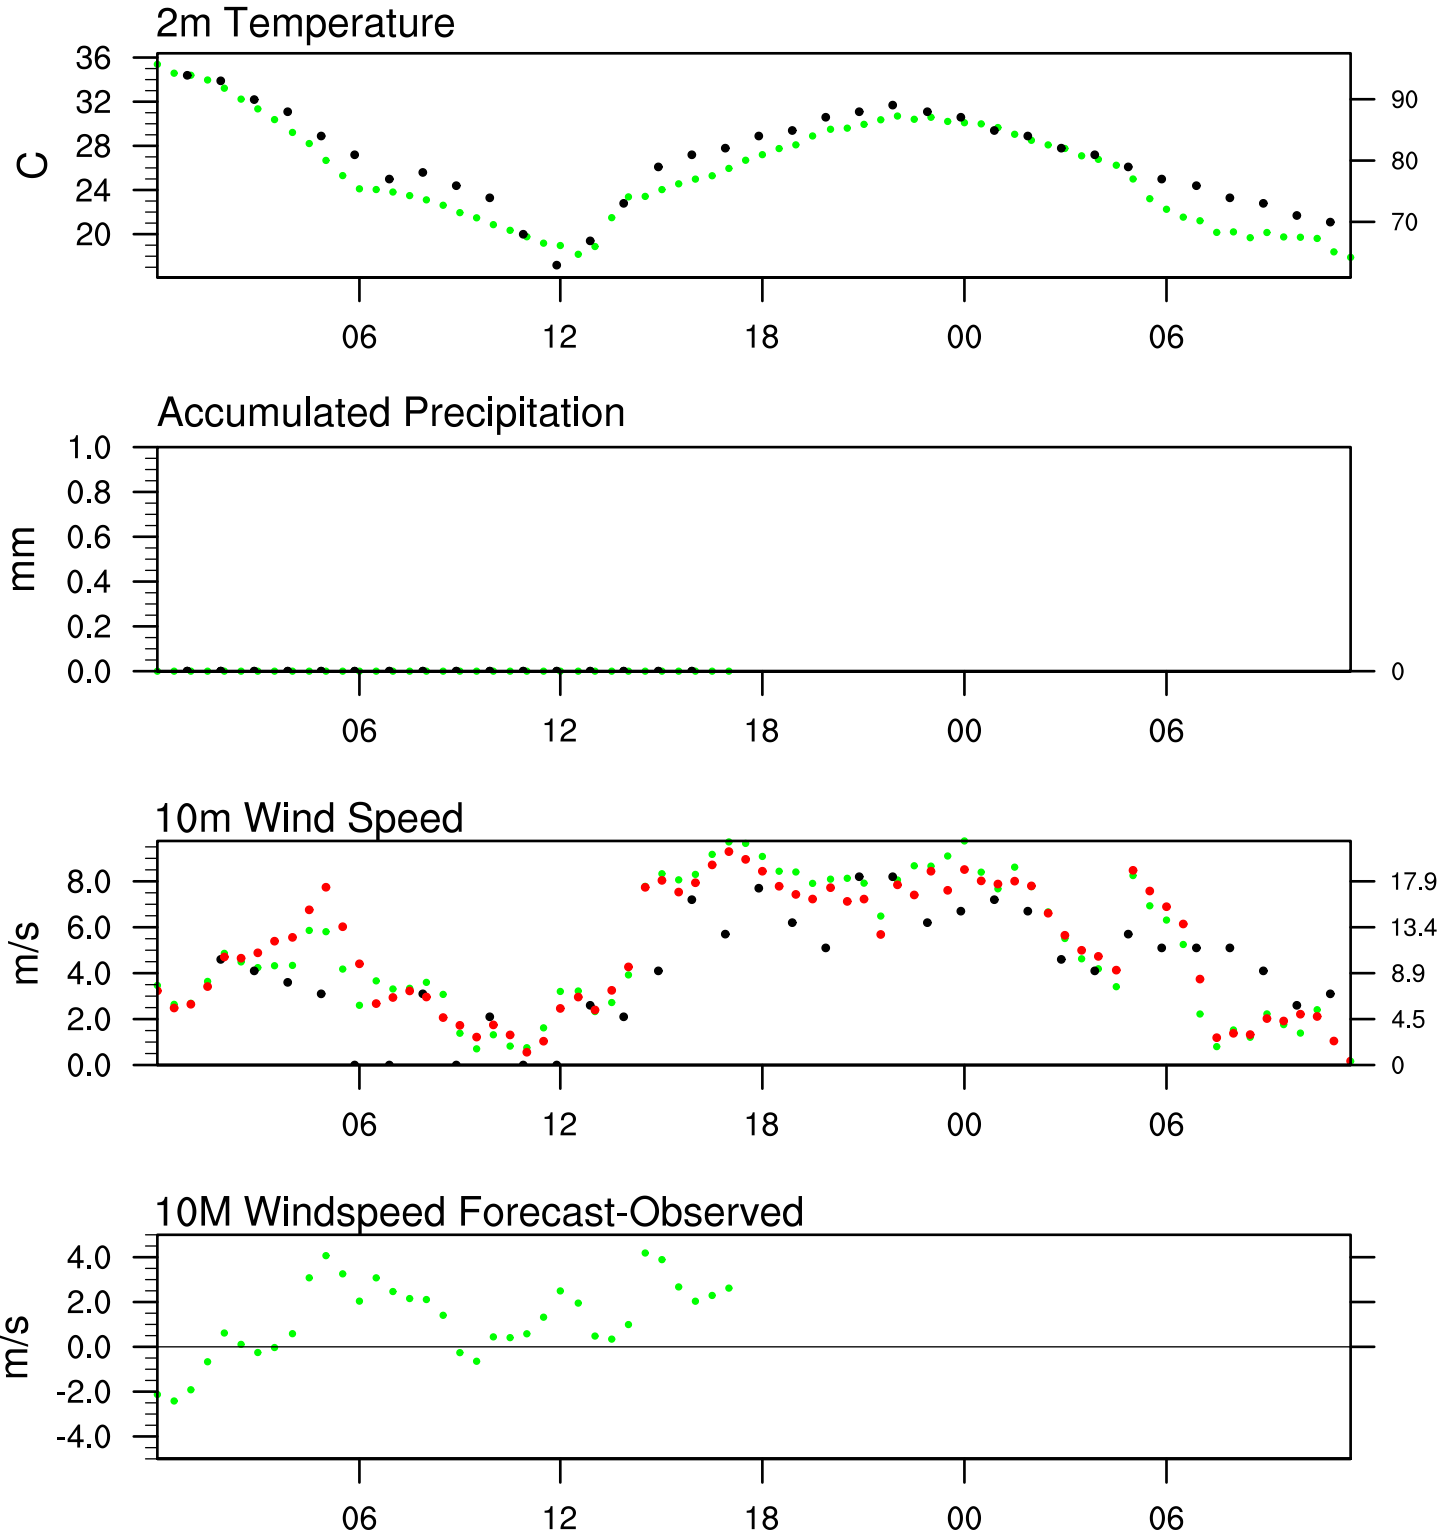 2m Temperature
36
32
28
24
20
C
90
80
70
06 12 18 00 06
Accumulated Precipitation
1.0
0.8
0.6
0.4
0.2
0.0
mm
0
06 12 18 00 06
10m Wind Speed
8.0
6.0
4.0
2.0
0.0
m/s
17.9
13.4
8.9
4.5
0
06 12 18 00 06
10M Windspeed Forecast-Observed
4.0
2.0
0.0
-2.0
-4.0
m/s
06 12 18 00 06